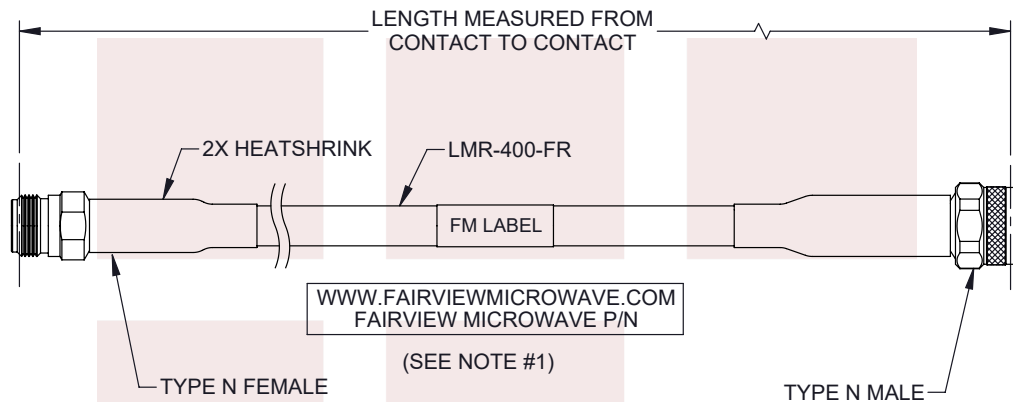 LENGTH MEASURED FROM
CONTACT TO CONTACT
2X HEATSHRINK
LMR-400-FR
FM LABEL
WWW.FAIRVIEWMICROWAVE.COM
FAIRVIEW MICROWAVE P/N
(SEE NOTE #1)
TYPE N FEMALE
TYPE N MALE